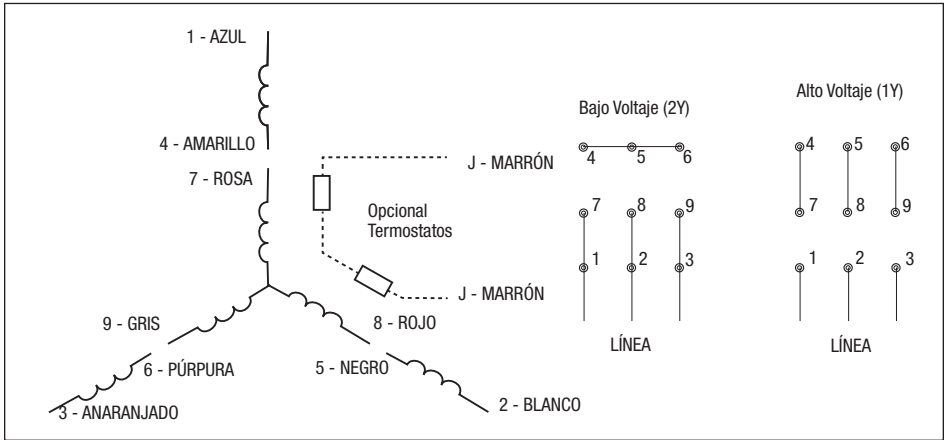 1 - AZUL
4 - AMARILLO
7 - ROSA
J - MARRÓN
Opcional
Termostatos
J - MARRÓN
9 - GRIS
8 - ROJO
6 - PÚRPURA
5 - NEGRO
3 - ANARANJADO
2 - BLANCO
Bajo Voltaje (2Y)
4 5 6
7 8 9
1 2 3
LÍNEA
Alto Voltaje (1Y)
4 5 6
7 8 9
1 2 3
LÍNEA